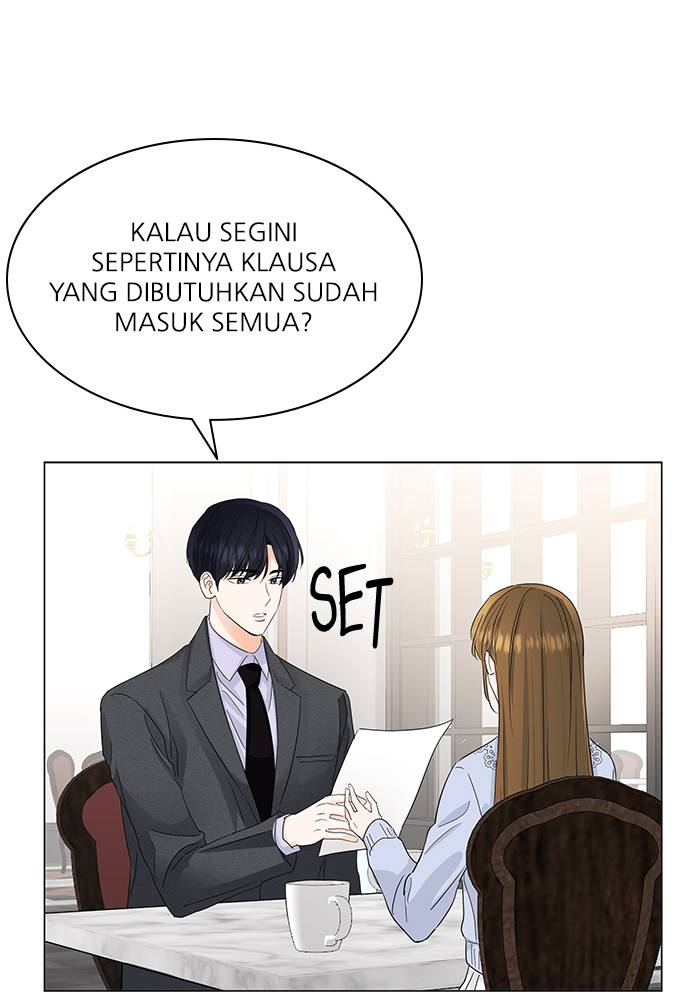 KALAU SEGINI
SEPERTINYA KLAUSA
YANG DIBUTUHKAN SUDAH
MASUK SEMUA?
SET